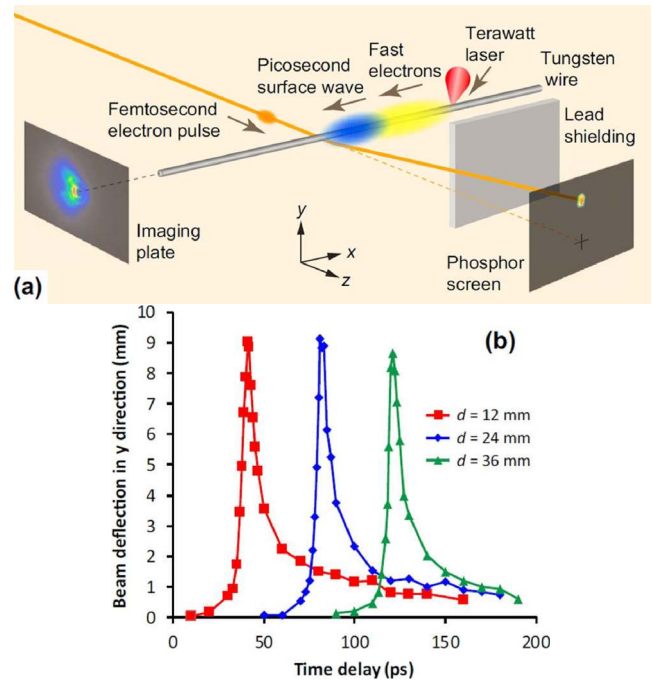 Terawatt
laser
Fast
electrons
Tungsten
wire
Picosecond
surface wave
Femtosecond
electron pulse
Lead
shielding
Imaging
plate
y
x
z
Phosphor
screen
(a)
(b)
10
9
8
7
6
5
4
3
2
1
0
Beam deflection in y direction (mm)
d = 12 mm
d = 24 mm
d = 36 mm
0 50 100 150 200
Time delay (ps)